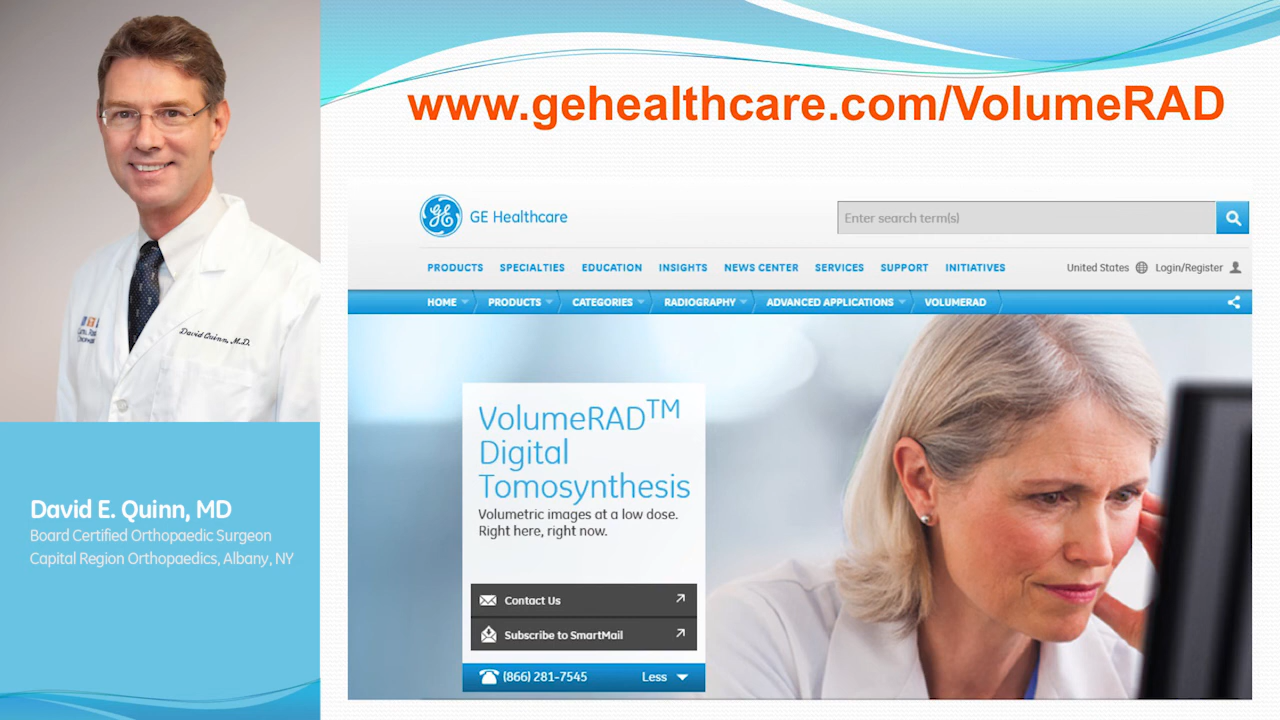 www.gehealthcare.com/VolumeRAD
GE Healthcare
Enter search term(s)
PRODUCTS SPECIALTIES EDUCATION INSIGHTS NEWS CENTER SERVICES SUPPORT INITIATIVES United States Login/Register
HOME PRODUCTS CATEGORIES RADIOGRAPHY ADVANCED APPLICATIONS VOLUMERAD
VolumeRAD™
Digital
Tomosynthesis
Volumetric images at a low dose.
Right here, right now.
Contact Us
Subscribe to SmartMail
(866) 281-7545 Less
David Quinn, M.D.
David E. Quinn, MD
Board Certified Orthopaedic Surgeon
Capital Region Orthopaedics, Albany, NY